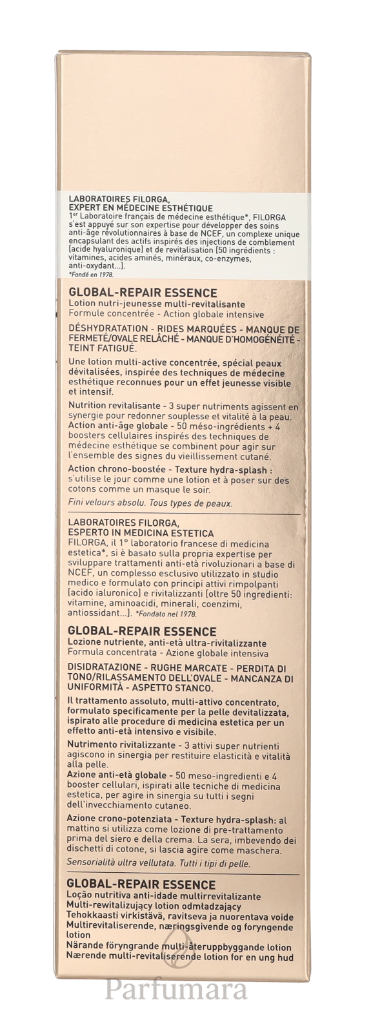 LABORATOIRES FILORGA,
EXPERT EN MÉDECINE ESTHÉTIQUE
1er Laboratoire français de médecine esthétique*, FILORGA
s'est appuyé sur son expertise pour développer des soins
anti-âge révolutionnaires à base de NCEF, un complexe unique
encapsulant des actifs inspirés des injections de comblement
[acide hyaluronique] et de revitalisation [50 ingrédients :
vitamines, acides aminés, minéraux, co-enzymes,
anti-oxydant...].
*Fondé en 1978.
GLOBAL-REPAIR ESSENCE
Lotion nutri-jeunesse multi-revitalisante
Formule concentrée - Action globale intensive
DÉSHYDRATATION - RIDES MARQUÉES - MANQUE DE
FERMETÉ/OVALE RELÂCHÉ - MANQUE D'HOMOGÉNÉITÉ -
TEINT FATIGUÉ.
Une lotion multi-active concentrée, spécial peaux
dévitalisées, inspirée des techniques de médecine
esthétique reconnues pour un effet jeunesse visible
et intensif.
Nutrition revitalisante - 3 super nutriments agissent en
synergie pour redonner souplesse et vitalité à la peau.
Action anti-âge globale - 50 méso-ingrédients + 4
boosters cellulaires inspirés des techniques de
médecine esthétique se combinent pour agir sur
l'ensemble des signes du vieillissement cutané.
Action chrono-boostée - Texture hydra-splash :
s'utilise le jour comme une lotion et à poser sur des
cotons comme un masque le soir.
Fini velours absolu. Tous types de peaux.
LABORATOIRES FILORGA,
ESPERTO IN MEDICINA ESTETICA
FILORGA, il 1° laboratorio francese di medicina
estetica*, si è basato sulla propria expertise per
sviluppare trattamenti anti-età rivoluzionari a base di
NCEF, un complesso esclusivo utilizzato in studio
medico e formulato con principi attivi rimpolpanti
[acido ialuronico] e rivitalizzanti [oltre 50 ingredienti:
vitamine, aminoacidi, minerali, coenzimi,
antiossidant...]. *Fondato nel 1978.
GLOBAL-REPAIR ESSENCE
Lozione nutriente, anti-età ultra-rivitalizzante
Formula concentrata - Azione globale intensiva
DISIDRATAZIONE - RUGHE MARCATE - PERDITA DI
TONO/RILASSAMENTO DELL'OVALE - MANCANZA DI
UNIFORMITÀ - ASPETTO STANCO.
Il trattamento assoluto, multi-attivo concentrato,
formulato specificamente per la pelle devitalizzata,
ispirato alle procedure di medicina estetica per un
effetto anti-età intensivo e visibile.
Nutrimento rivitalizzante - 3 attivi super nutrienti
agiscono in sinergia per restituire elasticità e vitalità
alla pelle.
Azione anti-età globale - 50 meso-ingredienti e 4
booster cellulari, ispirati alle tecniche di medicina
estetica, per agire in sinergia su tutti i segni
dell'invecchiamento cutaneo.
Azione crono-potenziata - Texture hydra-splash: al
mattino si utilizza come lozione di pre-trattamento
prima del siero e della crema. La sera, imbevendo dei
dischetti di cotone, si lascia agire come maschera.
Sensorialità ultra vellutata. Tutti i tipi di pelle.
GLOBAL-REPAIR ESSENCE
Loção nutritiva anti-idade multirrevitalizante
Multi-rewitalizujący lotion odmładzający
Tehokkaasti virkistävä, ravitseva ja nuorentava voide
Multirevitaliserende, næringsgivende og foryngende
lotion
Närande föryngrande multi-återuppbyggande lotion
Nærende multi-revitaliserende lotion for en ung hud
Parfumara